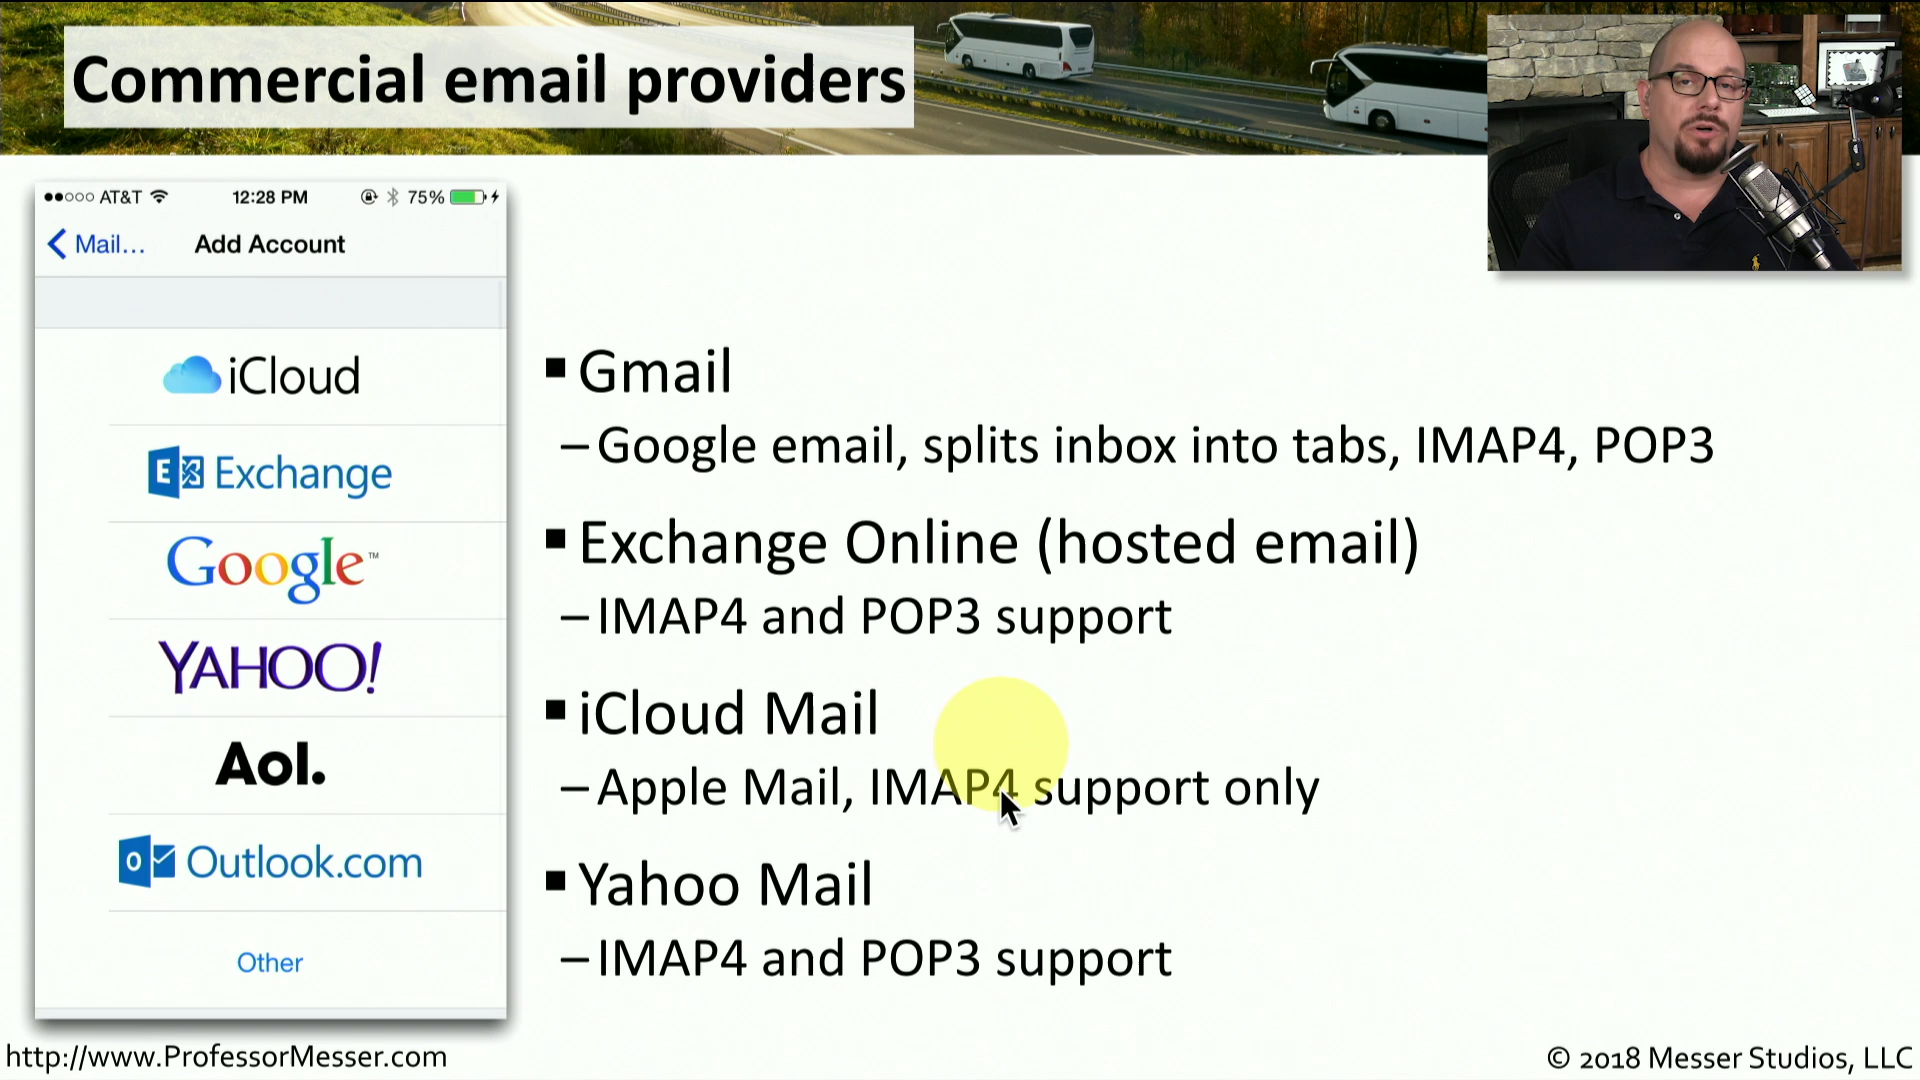 Commercial email providers
AT&T 12:28 PM 75%
Mail... Add Account
iCloud
Exchange
Google™
YAHOO!
Aol.
Outlook.com
Other
Gmail
– Google email, splits inbox into tabs, IMAP4, POP3
Exchange Online (hosted email)
– IMAP4 and POP3 support
iCloud Mail
– Apple Mail, IMAP4 support only
Yahoo Mail
– IMAP4 and POP3 support
http://www.ProfessorMesser.com
© 2018 Messer Studios, LLC